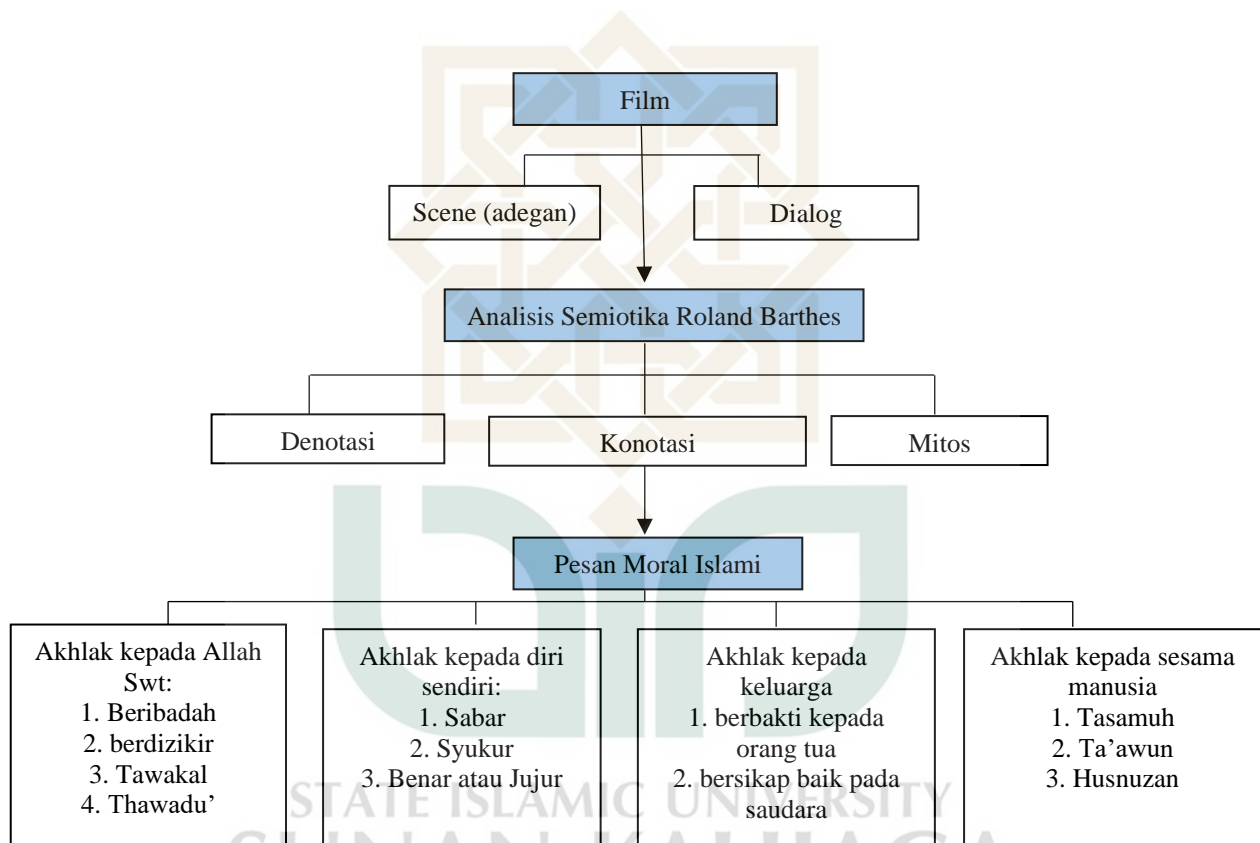 Film
Scene (adegan)
Dialog
Analisis Semiotika Roland Barthes
Denotasi
Konotasi
Mitos
Pesan Moral Islami
Akhlak kepada Allah
Swt:
1. Beribadah
2. berdizikir
3. Tawakal
4. Thawadu’
Akhlak kepada diri
sendiri:
1. Sabar
2. Syukur
3. Benar atau Jujur
Akhlak kepada
keluarga
1. berbakti kepada
orang tua
2. bersikap baik pada
saudara
Akhlak kepada sesama
manusia
1. Tasamuh
2. Ta’awun
3. Husnuzan
STATE ISLAMIC UNIVERSITY
SUNAN KALIJAGA